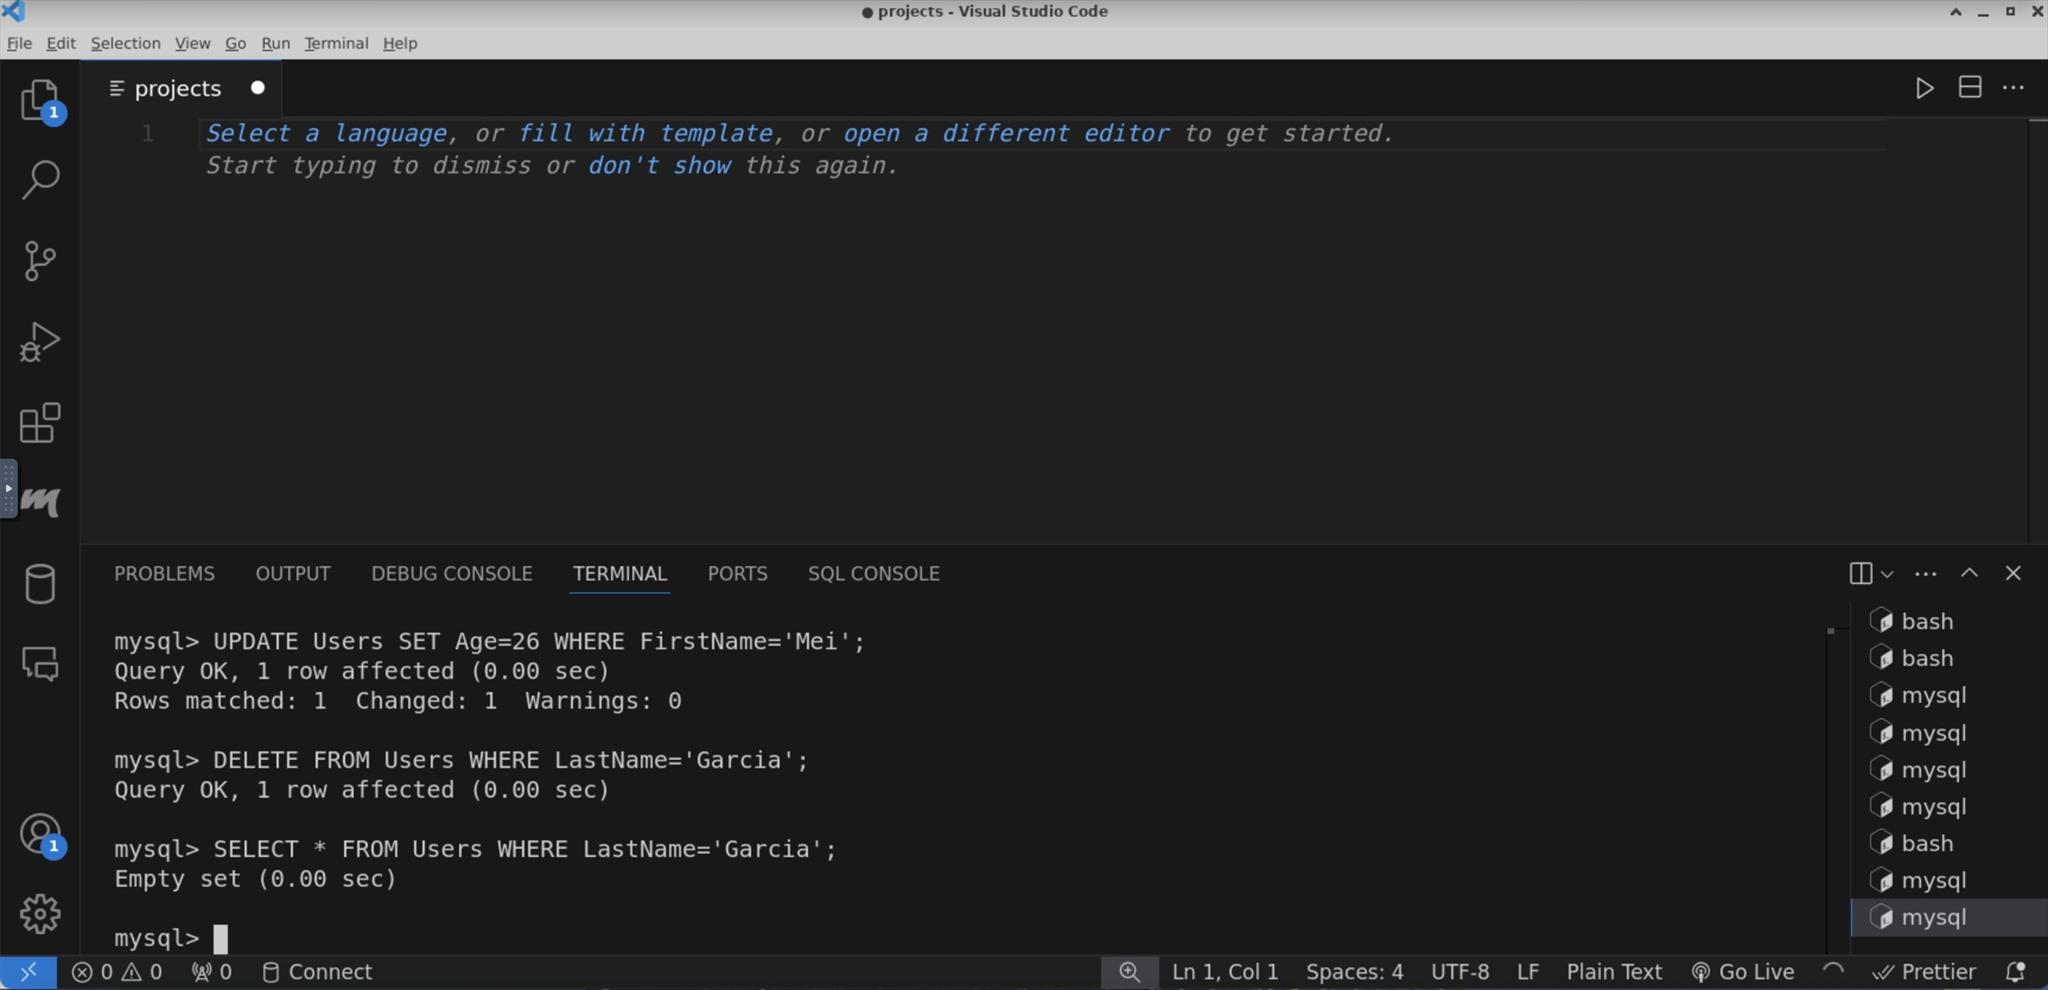 ● projects - Visual Studio Code
File Edit Selection View Go Run Terminal Help
1
projects ●
1 Select a language, or fill with template, or open a different editor to get started.
Start typing to dismiss or don't show this again.
PROBLEMS OUTPUT DEBUG CONSOLE TERMINAL PORTS SQL CONSOLE
mysql> UPDATE Users SET Age=26 WHERE FirstName='Mei';
Query OK, 1 row affected (0.00 sec)
Rows matched: 1  Changed: 1  Warnings: 0
mysql> DELETE FROM Users WHERE LastName='Garcia';
Query OK, 1 row affected (0.00 sec)
mysql> SELECT * FROM Users WHERE LastName='Garcia';
Empty set (0.00 sec)
mysql>
bash
bash
mysql
mysql
mysql
mysql
bash
mysql
mysql
1
0 0 0 Connect Ln 1, Col 1 Spaces: 4 UTF-8 LF Plain Text Go Live Prettier